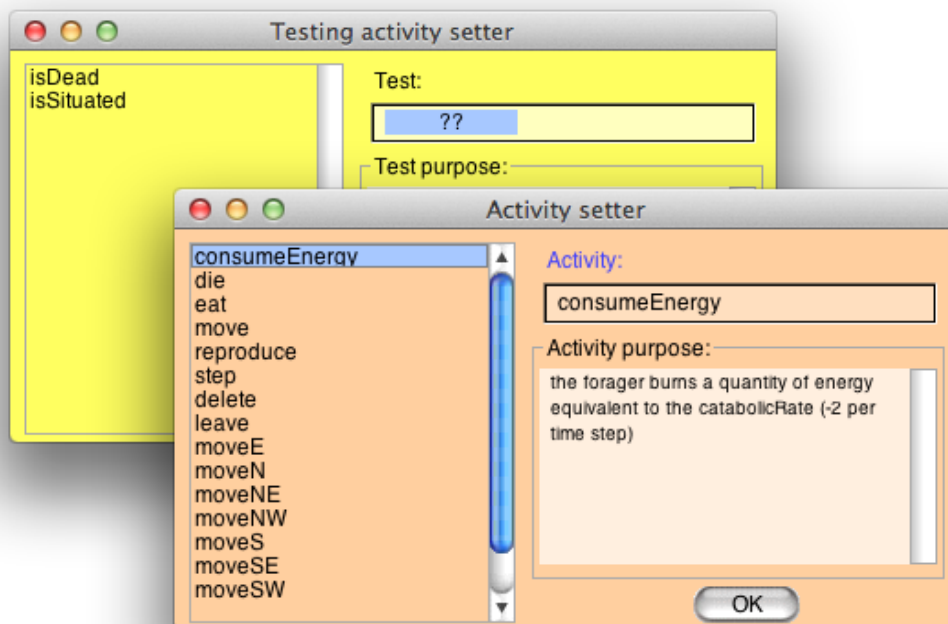 Testing activity setter
isDead
isSituated
Test:
??
Test purpose:
Activity setter
consumeEnergy
die
eat
move
reproduce
step
delete
leave
moveE
moveN
moveNE
moveNW
moveS
moveSE
moveSW
Activity:
consumeEnergy
Activity purpose:
the forager burns a quantity of energy
equivalent to the catabolicRate (-2 per
time step)
OK